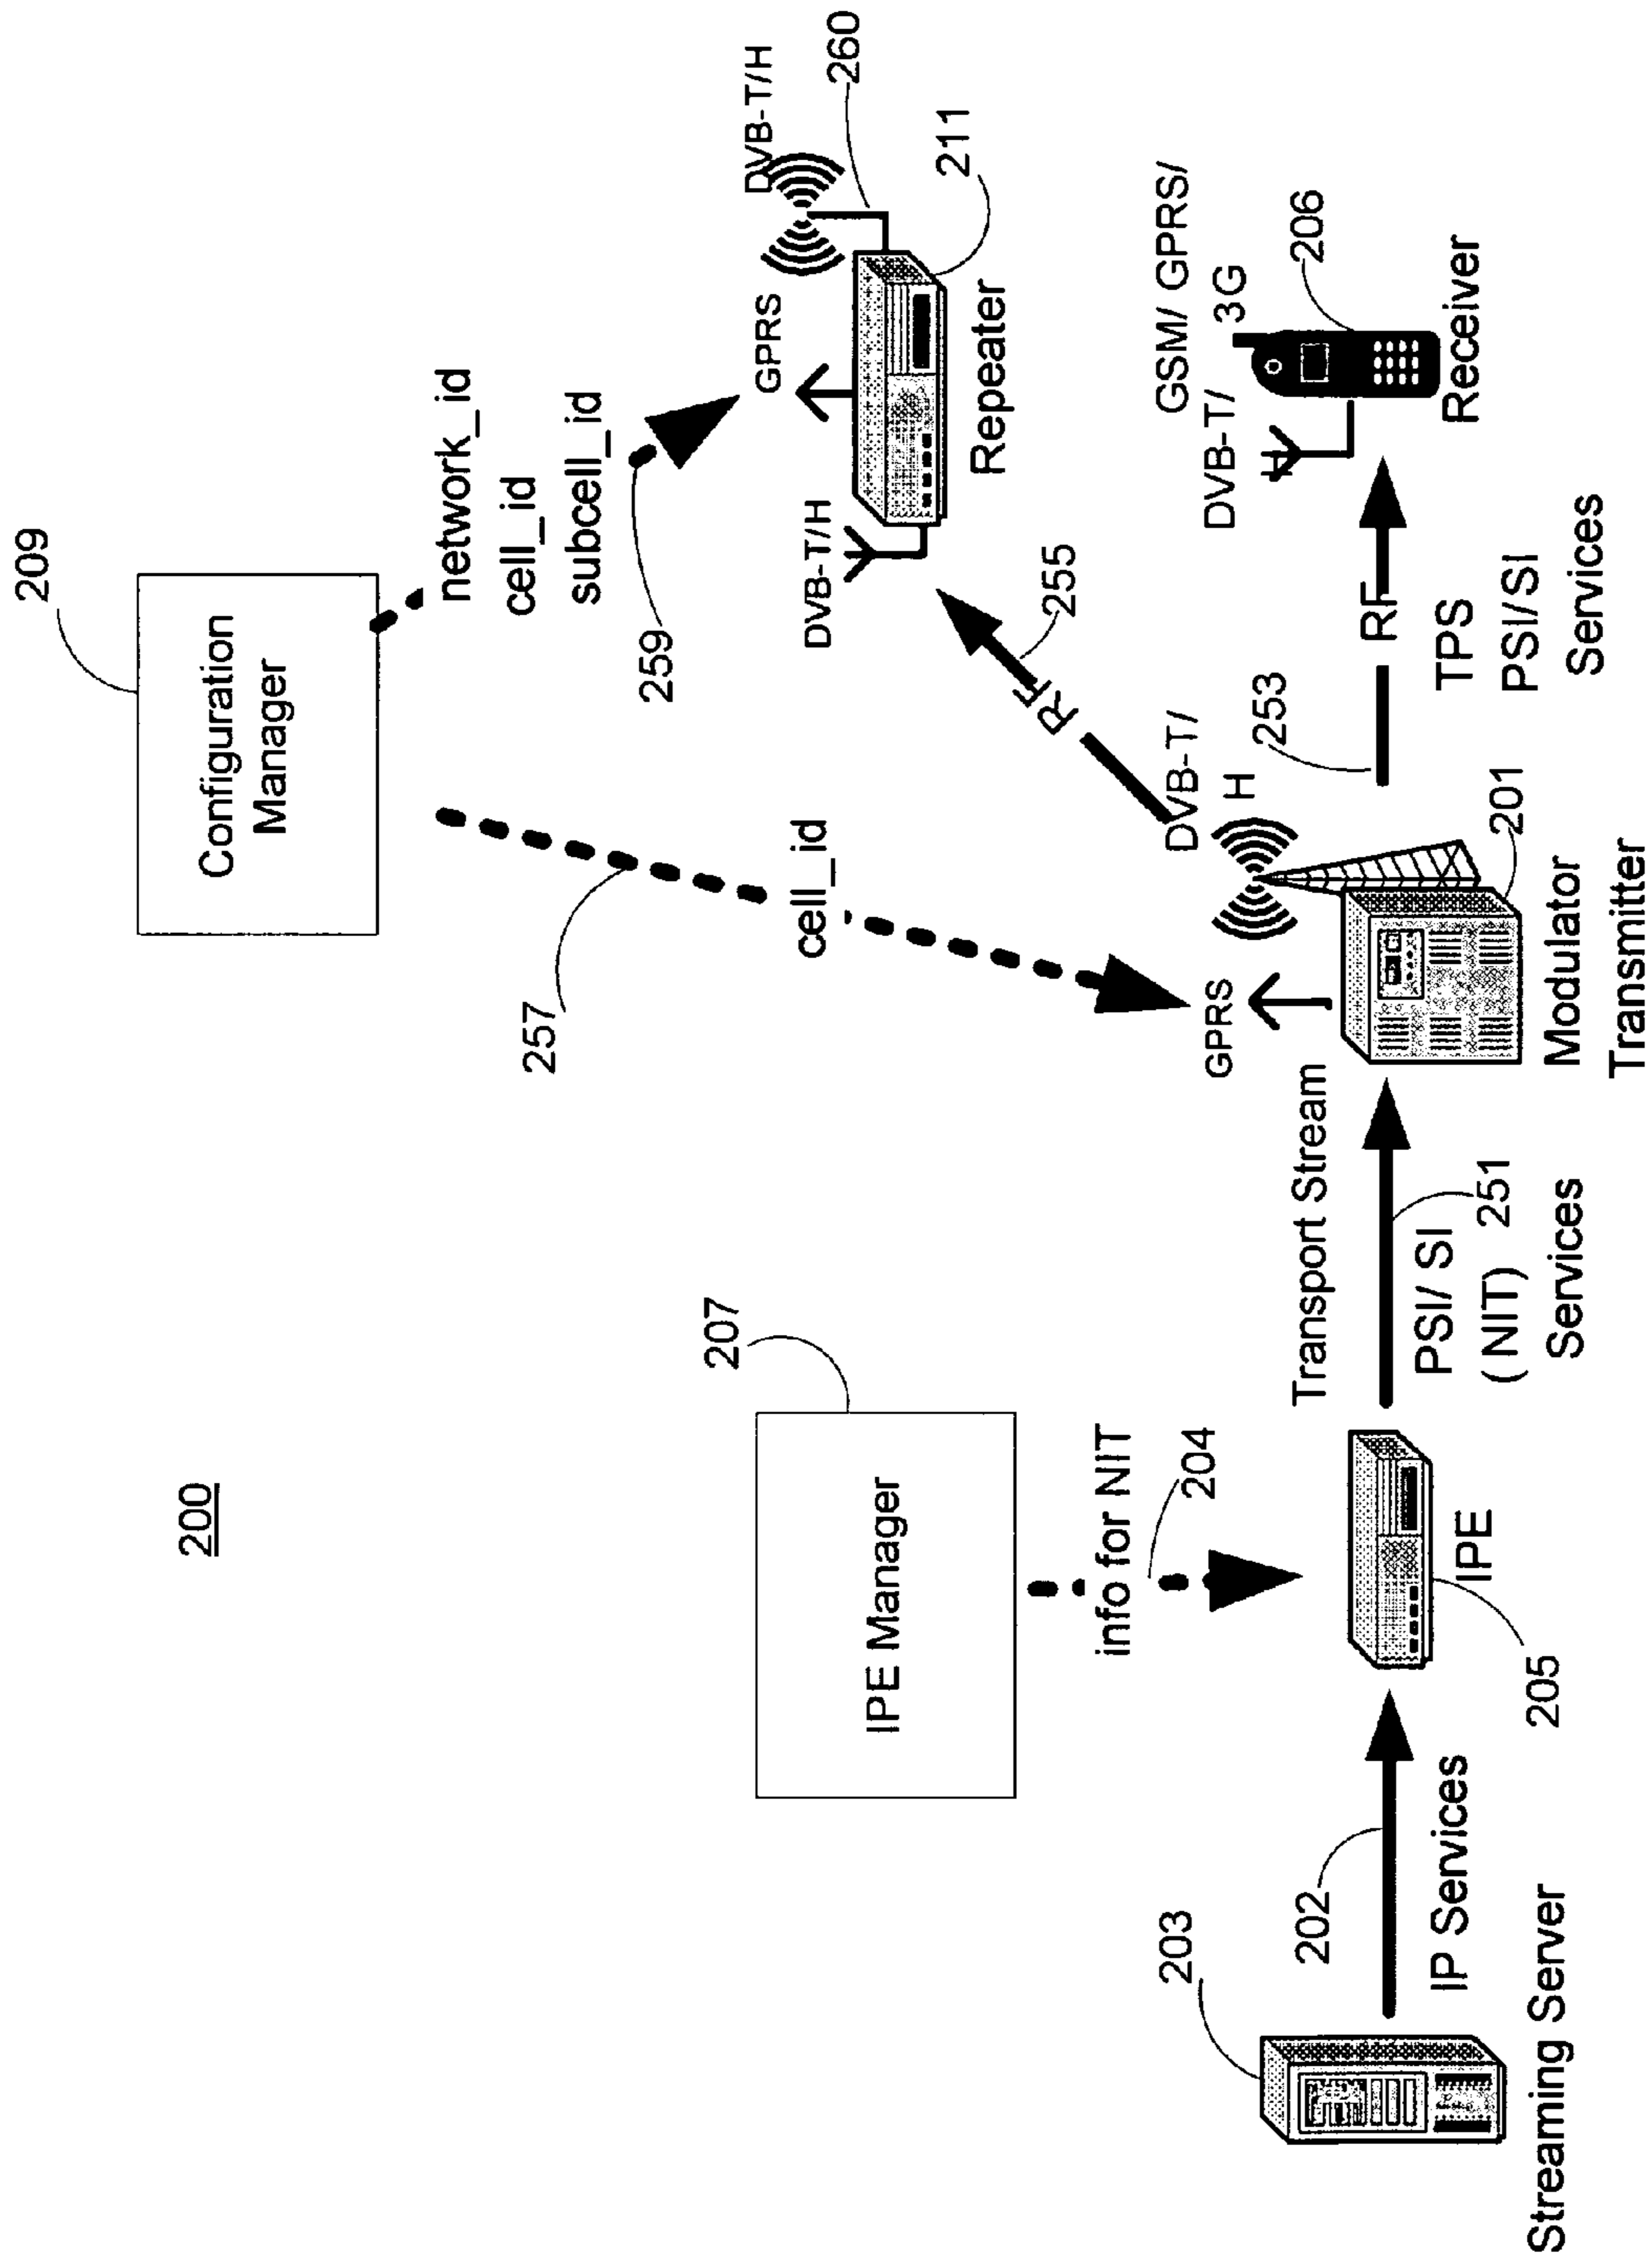 200
209
Configuration
Manager
network_id
cell_id
subcell_id
259
257
cell_id
GPRS
DVB-T/H
260
DVB-T/H
211
Repeater
RF
255
207
IPE Manager
info for NIT
204
203
Streaming Server
202
IP Services
205
IPE
Transport Stream
PSI/ SI
(NIT)
251
Services
GPRS
DVB-T/
H
201
Modulator
Transmitter
253
RF
TPS
PSI/SI
Services
DVB-T/
H
GSM/ GPRS/
3G
206
Receiver